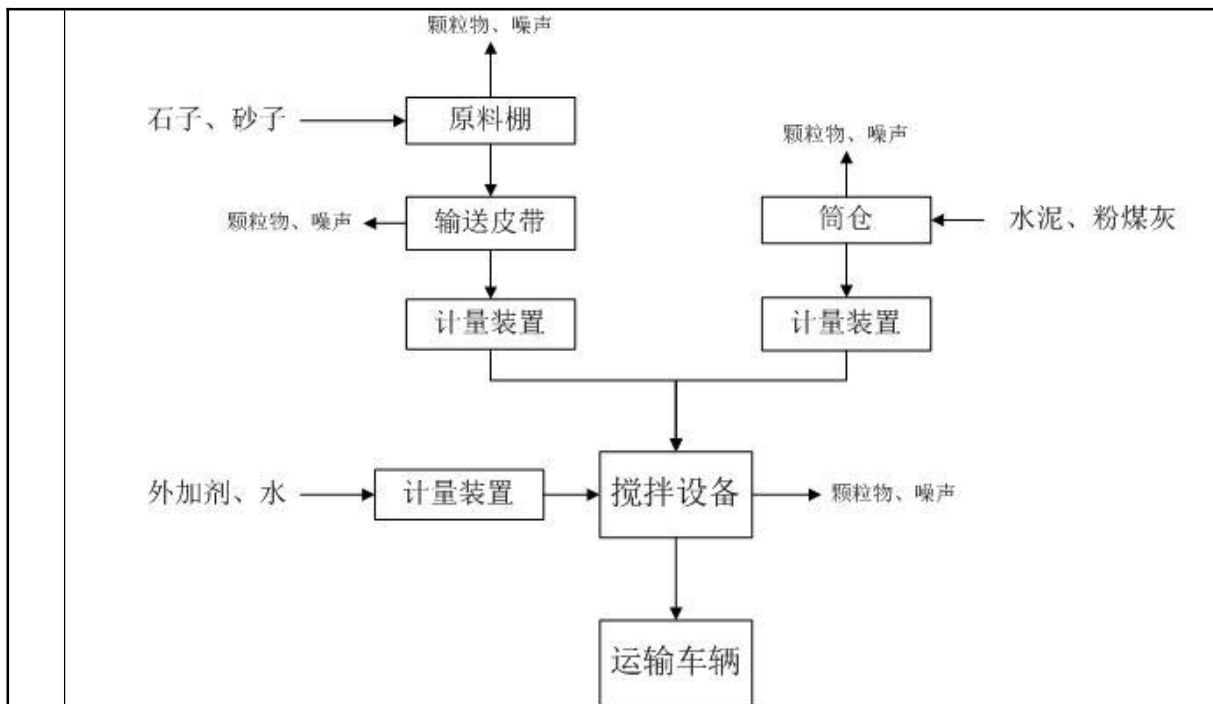 颗粒物、噪声
石子、砂子
原料棚
颗粒物、噪声
颗粒物、噪声
输送皮带
筒仓
水泥、粉煤灰
计量装置
计量装置
外加剂、水
计量装置
搅拌设备
颗粒物、噪声
运输车辆